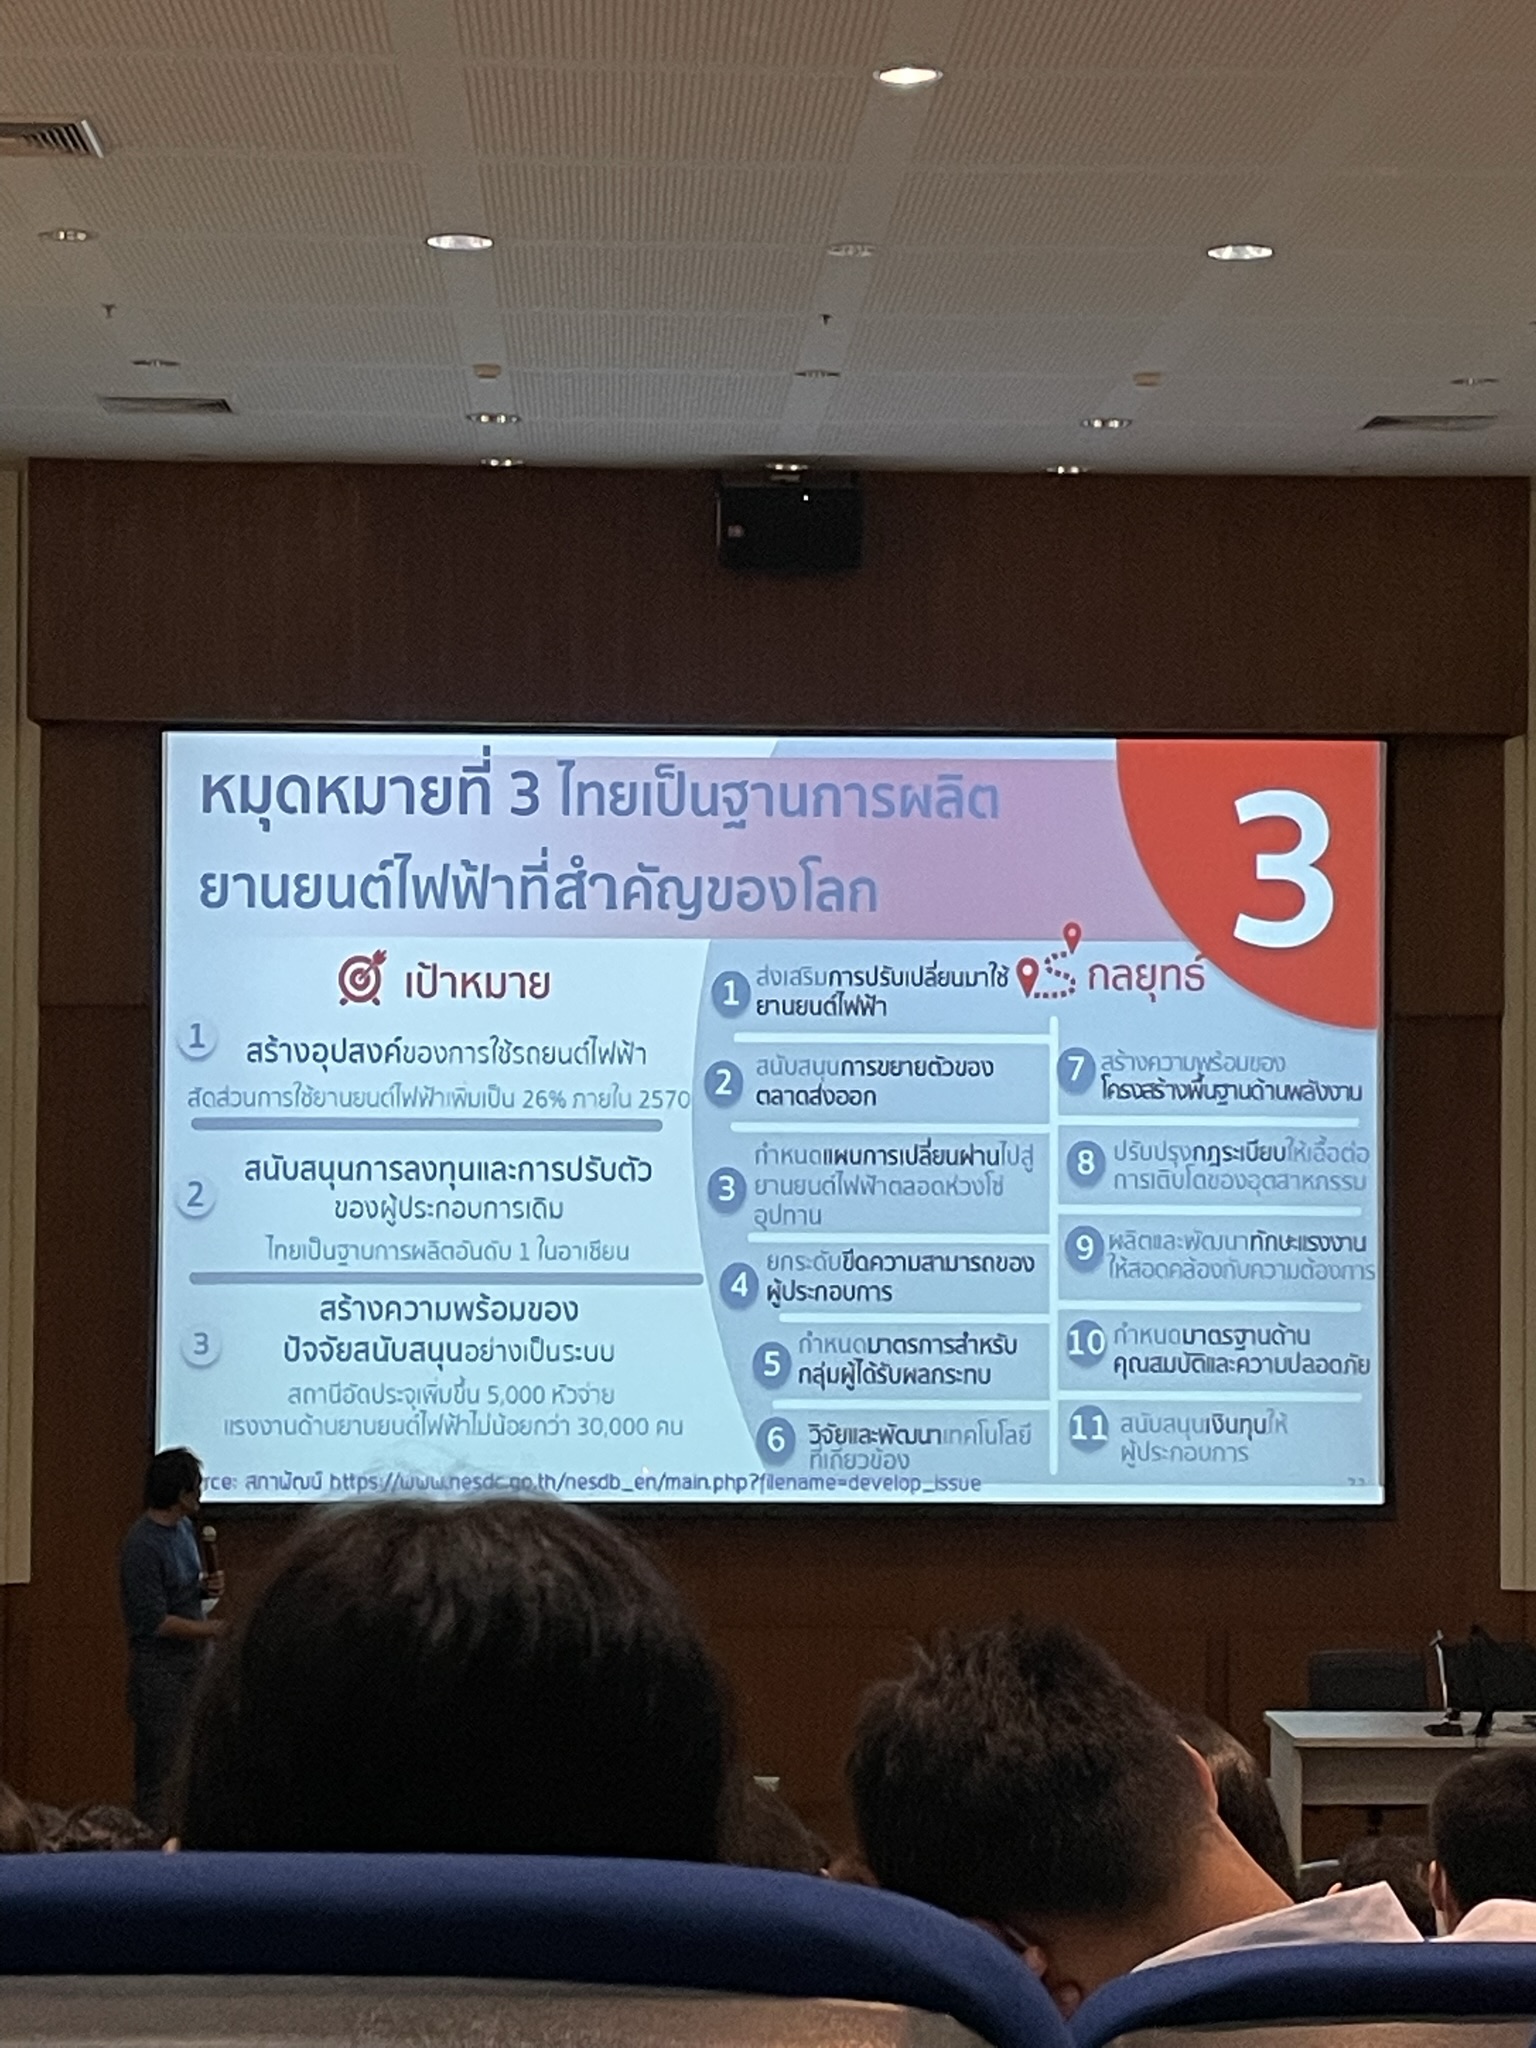 หมุดหมายที่ 3 ไทยเป็นฐานการผลิต
ยานยนต์ไฟฟ้าที่สำคัญของโลก
3
เป้าหมาย
1
สร้างอุปสงค์ของการใช้รถยนต์ไฟฟ้า
สัดส่วนการใช้ยานยนต์ไฟฟ้าเพิ่มเป็น 26% ภายใน 2570
2
สนับสนุนการลงทุนและการปรับตัว
ของผู้ประกอบการเดิม
ไทยเป็นฐานการผลิตอันดับ 1 ในอาเซียน
3
สร้างความพร้อมของ
ปัจจัยสนับสนุนอย่างเป็นระบบ
สถานีอัดประจุเพิ่มขึ้น 5,000 หัวจ่าย
แรงงานด้านยานยนต์ไฟฟ้าไม่น้อยกว่า 30,000 คน
กลยุทธ์
1 ส่งเสริมการปรับเปลี่ยนมาใช้
ยานยนต์ไฟฟ้า
2 สนับสนุนการขยายตัวของ
ตลาดส่งออก
3 กำหนดแผนการเปลี่ยนผ่านไปสู่
ยานยนต์ไฟฟ้าตลอดห่วงโซ่
อุปทาน
4 ยกระดับขีดความสามารถของ
ผู้ประกอบการ
5 กำหนดมาตรการสำหรับ
กลุ่มผู้ได้รับผลกระทบ
6 วิจัยและพัฒนาเทคโนโลยี
ที่เกี่ยวข้อง
7 สร้างความพร้อมของ
โครงสร้างพื้นฐานด้านพลังงาน
8 ปรับปรุงกฎระเบียบให้เอื้อต่อ
การเติบโตของอุตสาหกรรม
9 ผลิตและพัฒนาทักษะแรงงาน
ให้สอดคล้องกับความต้องการ
10 กำหนดมาตรฐานด้าน
คุณสมบัติและความปลอดภัย
11 สนับสนุนเงินทุนให้
ผู้ประกอบการ
rce: สภาพัฒน์ https://www.nesdc.go.th/nesdb_en/main.php?filename=develop_issue